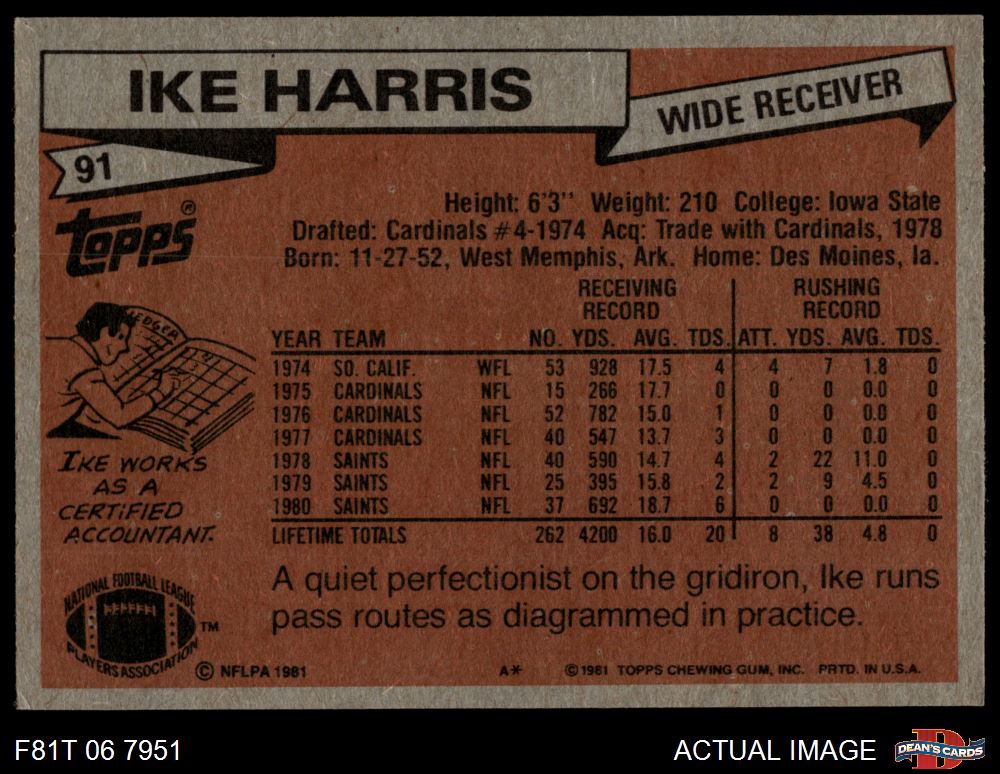 IKE HARRIS
WIDE RECEIVER
91
Topps®
Height: 6'3" Weight: 210 College: Iowa State
Drafted: Cardinals #4-1974 Acq: Trade with Cardinals, 1978
Born: 11-27-52, West Memphis, Ark. Home: Des Moines, Ia.
LEDGER
IKE WORKS
AS A
CERTIFIED
ACCOUNTANT.
RECEIVING RUSHING
RECORD RECORD
YEAR TEAM NO. YDS. AVG. TDS. ATT. YDS. AVG. TDS.
1974 SO. CALIF. WFL 53 928 17.5 4 4 7 1.8 0
1975 CARDINALS NFL 15 266 17.7 0 0 0 0.0 0
1976 CARDINALS NFL 52 782 15.0 1 0 0 0.0 0
1977 CARDINALS NFL 40 547 13.7 3 0 0 0.0 0
1978 SAINTS NFL 40 590 14.7 4 2 22 11.0 0
1979 SAINTS NFL 25 395 15.8 2 2 9 4.5 0
1980 SAINTS NFL 37 692 18.7 6 0 0 0.0 0
LIFETIME TOTALS 262 4200 16.0 20 8 38 4.8 0
A quiet perfectionist on the gridiron, Ike runs
pass routes as diagrammed in practice.
NATIONAL FOOTBALL LEAGUE
PLAYERS ASSOCIATION
TM
© NFLPA 1981
A*
© 1981 TOPPS CHEWING GUM, INC. PRTD. IN U.S.A.
F81T 06 7951
ACTUAL IMAGE
DEAN'S CARDS